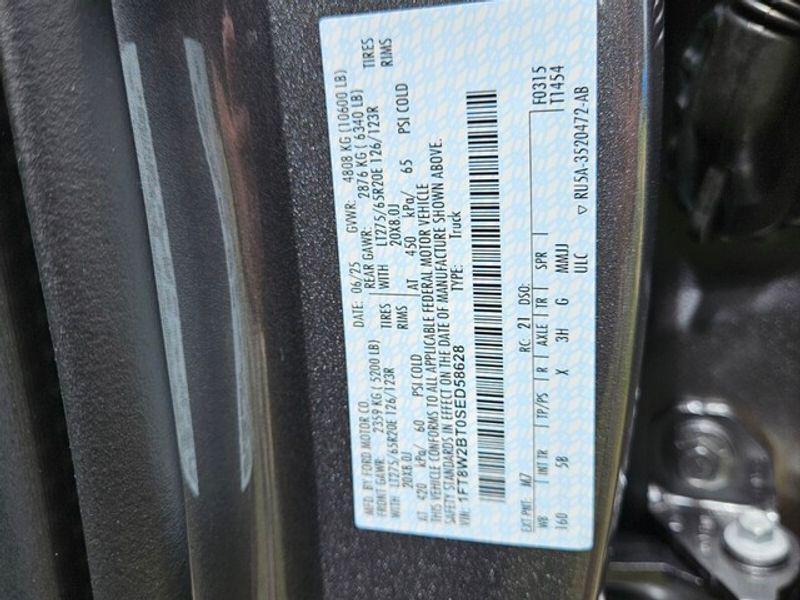 MFD. BY FORD MOTOR CO.
DATE: 06/25 GVWR: 4808 KG (10600 LB)
FRONT GAWR: 2359 KG ( 5200 LB) REAR GAWR: 2876 KG ( 6340 LB)
WITH LT275/65R20E 126/123R TIRES WITH LT275/65R20E 126/123R TIRES
20X8.0J RIMS 20X8.0J RIMS
AT 420 kPa/ 60 PSI COLD AT 450 kPa/ 65 PSI COLD
THIS VEHICLE CONFORMS TO ALL APPLICABLE FEDERAL MOTOR VEHICLE
SAFETY STANDARDS IN EFFECT ON THE DATE OF MANUFACTURE SHOWN ABOVE.
VIN: 1FT8W2BT0SED58628 TYPE: Truck
F0315
EXT PNT: M7 RC: 21 DSO: T1454
WB INT TR TP/PS R AXLE TR SPR
160 5B X 3H G MMJJ
ULC ▽ RU5A-3520472-AB